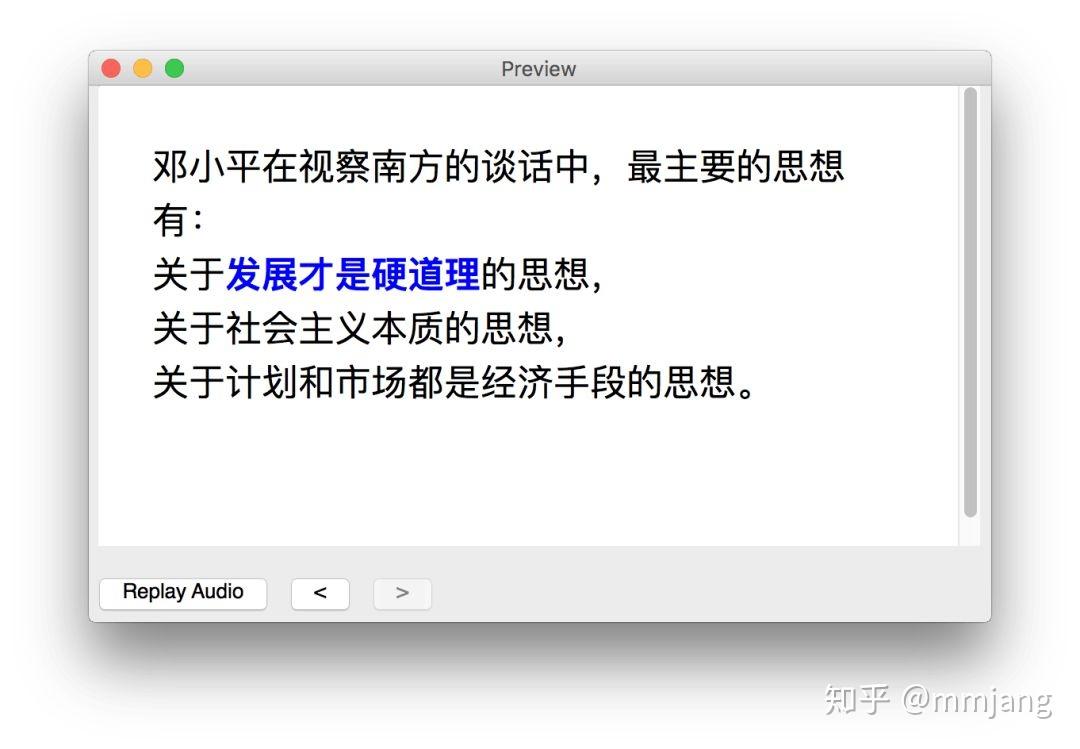 Preview
邓小平在视察南方的谈话中，最主要的思想
有：
关于发展才是硬道理的思想，
关于社会主义本质的思想，
关于计划和市场都是经济手段的思想。
Replay Audio < >
知乎 @mmjang